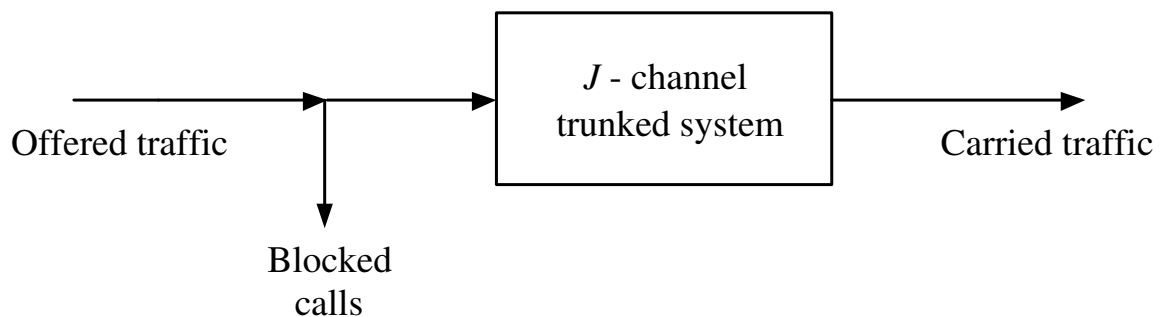 J - channel
trunked system
Offered traffic
Carried traffic
Blocked
calls